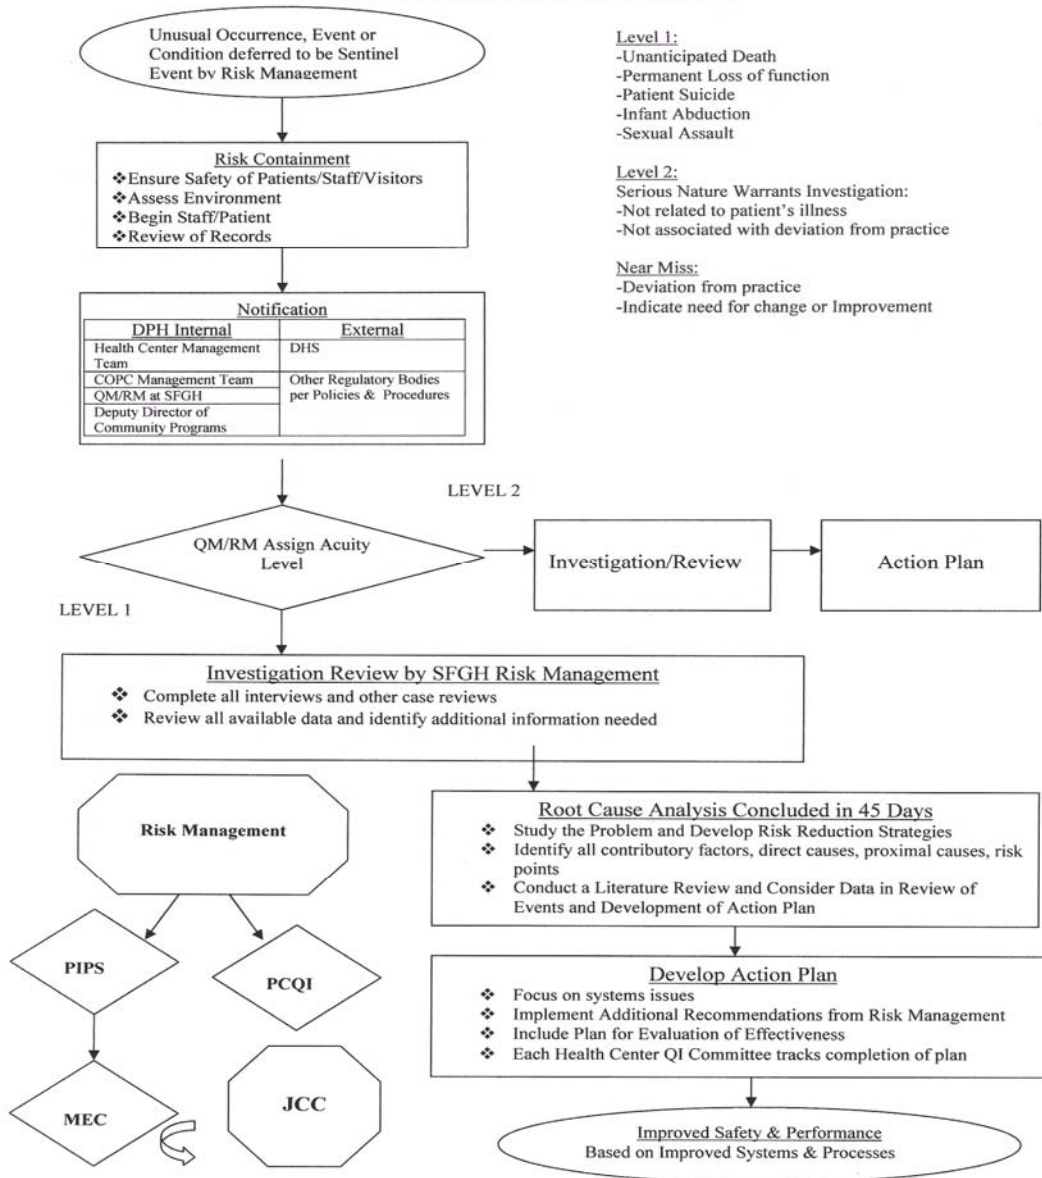 Unusual Occurrence, Event or
Condition deferred to be Sentinel
Event by Risk Management
Level 1:
-Unanticipated Death
-Permanent Loss of function
-Patient Suicide
-Infant Abduction
-Sexual Assault
Level 2:
Serious Nature Warrants Investigation:
-Not related to patient's illness
-Not associated with deviation from practice
Near Miss:
-Deviation from practice
-Indicate need for change or Improvement
Risk Containment
❖Ensure Safety of Patients/Staff/Visitors
❖Assess Environment
❖Begin Staff/Patient
❖Review of Records
Notification
DPH Internal
External
Health Center Management
Team
DHS
COPC Management Team
QM/RM at SFGH
Deputy Director of
Community Programs
Other Regulatory Bodies
per Policies & Procedures
LEVEL 2
QM/RM Assign Acuity
Level
Investigation/Review
Action Plan
LEVEL 1
Investigation Review by SFGH Risk Management
❖ Complete all interviews and other case reviews
❖ Review all available data and identify additional information needed
Risk Management
PIPS
PCQI
MEC
JCC
Root Cause Analysis Concluded in 45 Days
❖ Study the Problem and Develop Risk Reduction Strategies
❖ Identify all contributory factors, direct causes, proximal causes, risk
points
❖ Conduct a Literature Review and Consider Data in Review of
Events and Development of Action Plan
Develop Action Plan
❖ Focus on systems issues
❖ Implement Additional Recommendations from Risk Management
❖ Include Plan for Evaluation of Effectiveness
❖ Each Health Center QI Committee tracks completion of plan
Improved Safety & Performance
Based on Improved Systems & Processes